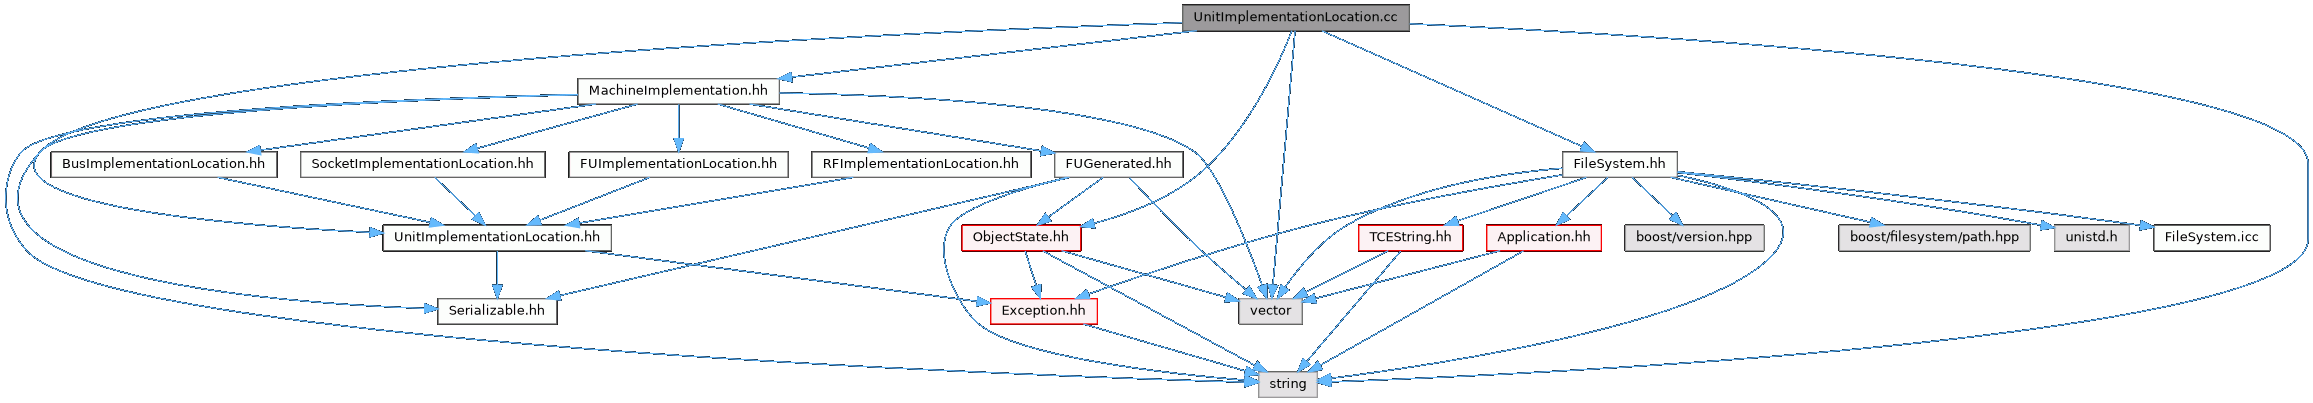 UnitImplementationLocation.cc
MachineImplementation.hh
BusImplementationLocation.hh
SocketImplementationLocation.hh
FUImplementationLocation.hh
RFImplementationLocation.hh
FUGenerated.hh
FileSystem.hh
UnitImplementationLocation.hh
ObjectState.hh
TCEString.hh
Application.hh
boost/version.hpp
boost/filesystem/path.hpp
unistd.h
FileSystem.icc
Serializable.hh
Exception.hh
vector
string